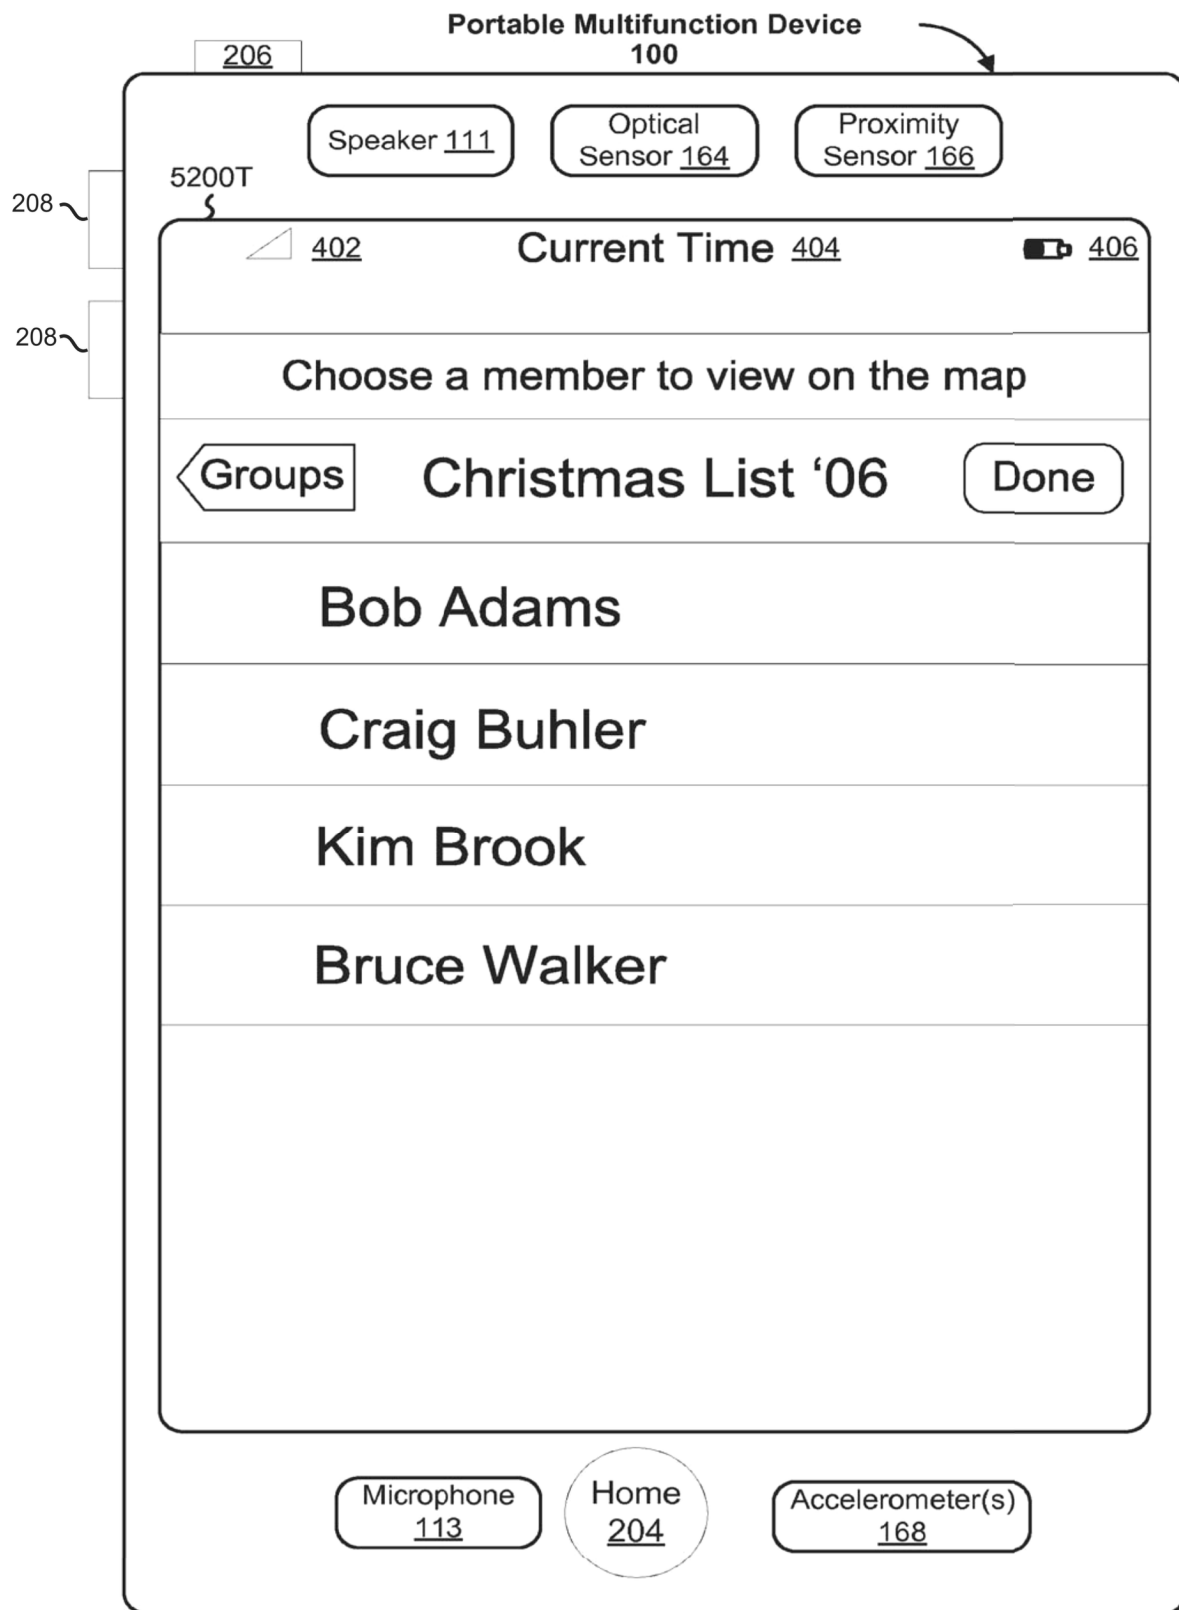 Portable Multifunction Device
100
206
Speaker 111
Optical
Sensor 164
Proximity
Sensor 166
5200T
208
402
Current Time 404
406
208
Choose a member to view on the map
Groups
Christmas List ‘06
Done
Bob Adams
Craig Buhler
Kim Brook
Bruce Walker
Microphone
113
Home
204
Accelerometer(s)
168